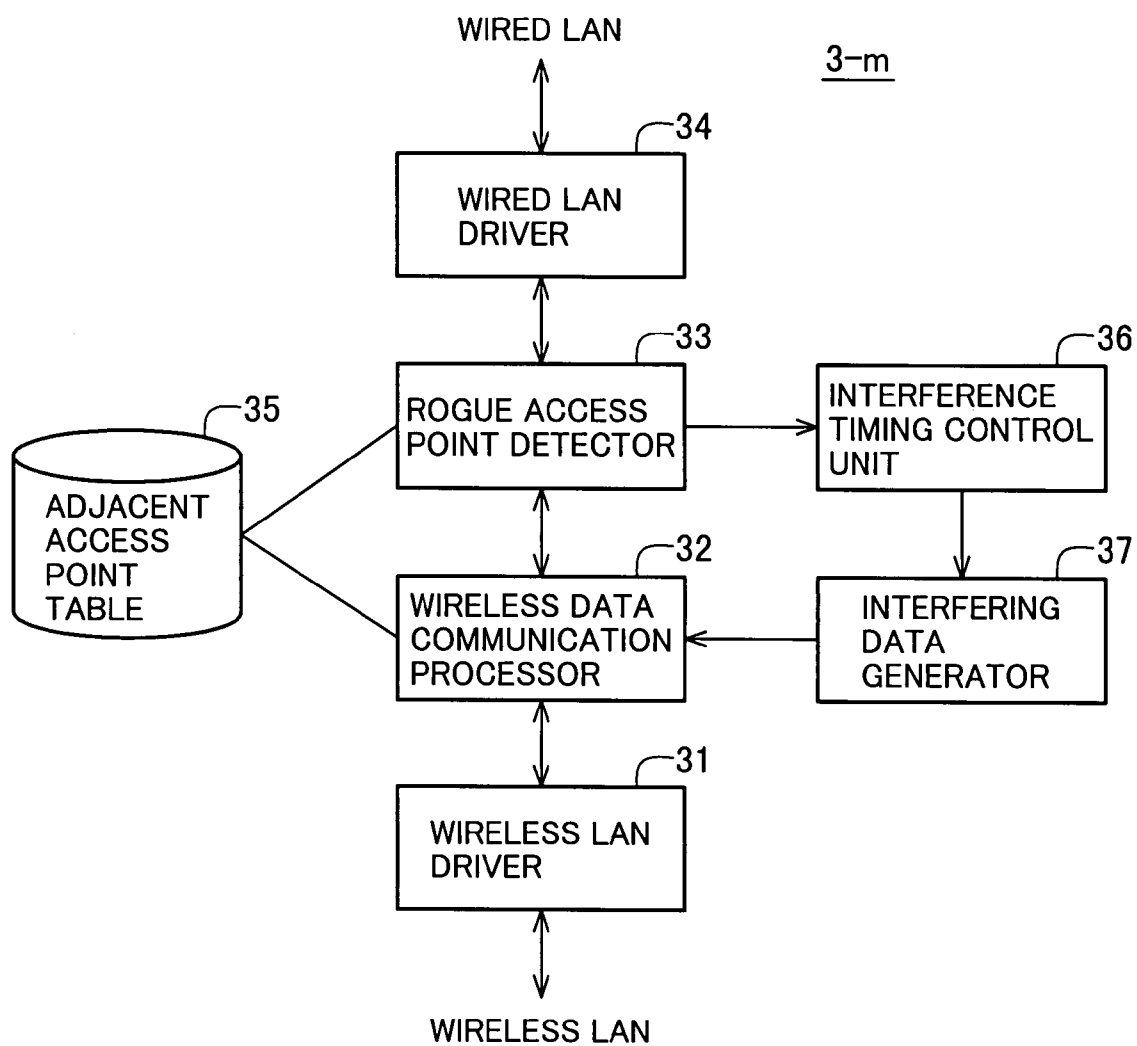 WIRED LAN
3-m
34
WIRED LAN
DRIVER
33
ROGUE ACCESS
POINT DETECTOR
36
INTERFERENCE
TIMING CONTROL
UNIT
35
ADJACENT
ACCESS
POINT
TABLE
32
WIRELESS DATA
COMMUNICATION
PROCESSOR
37
INTERFERING
DATA
GENERATOR
31
WIRELESS LAN
DRIVER
WIRELESS LAN